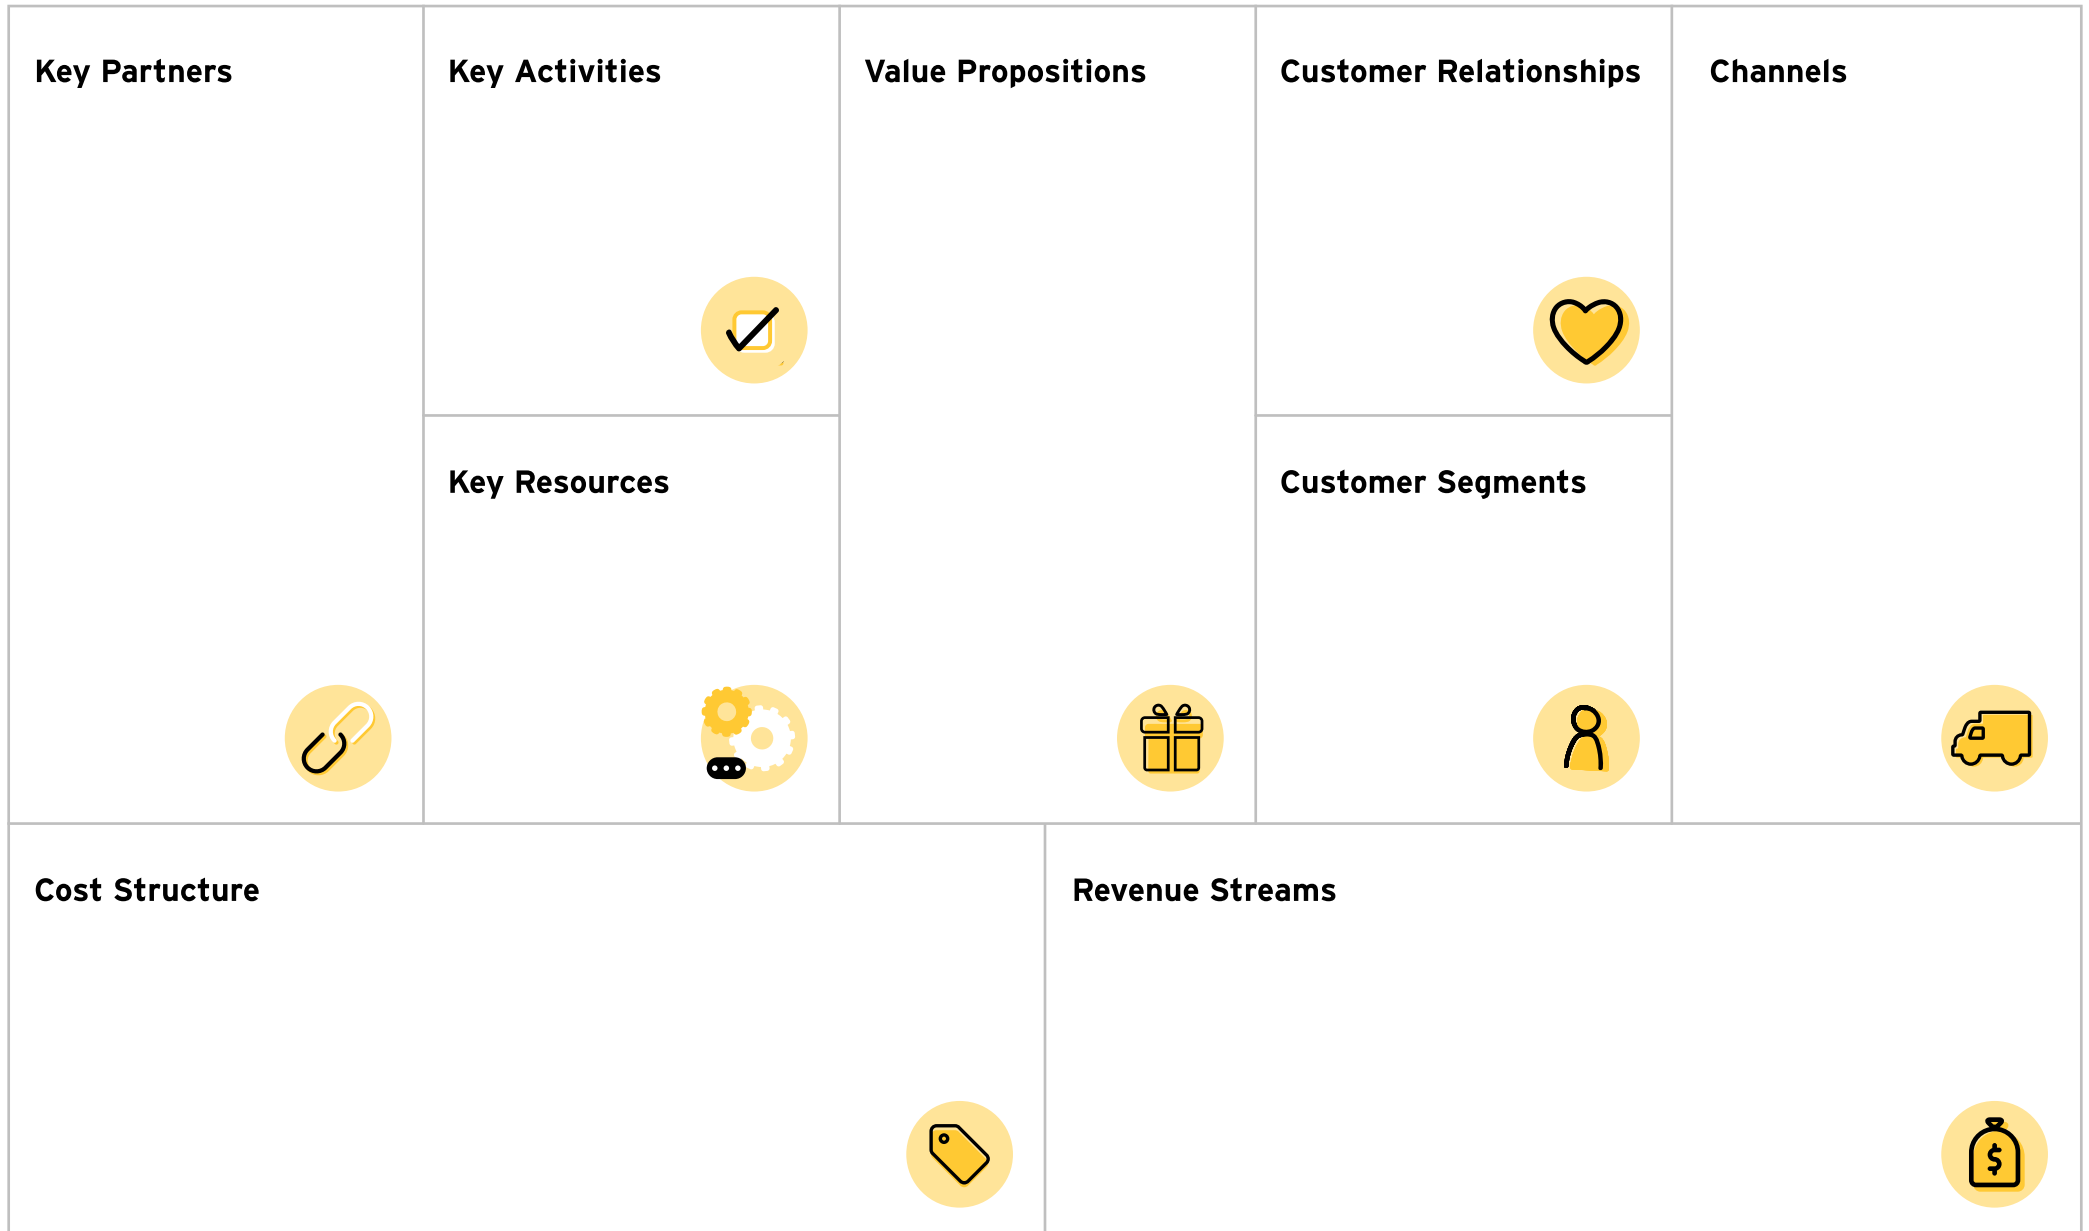 Key Partners
Key Activities
Value Propositions
Customer Relationships
Channels
Key Resources
Customer Segments
Cost Structure
Revenue Streams
$